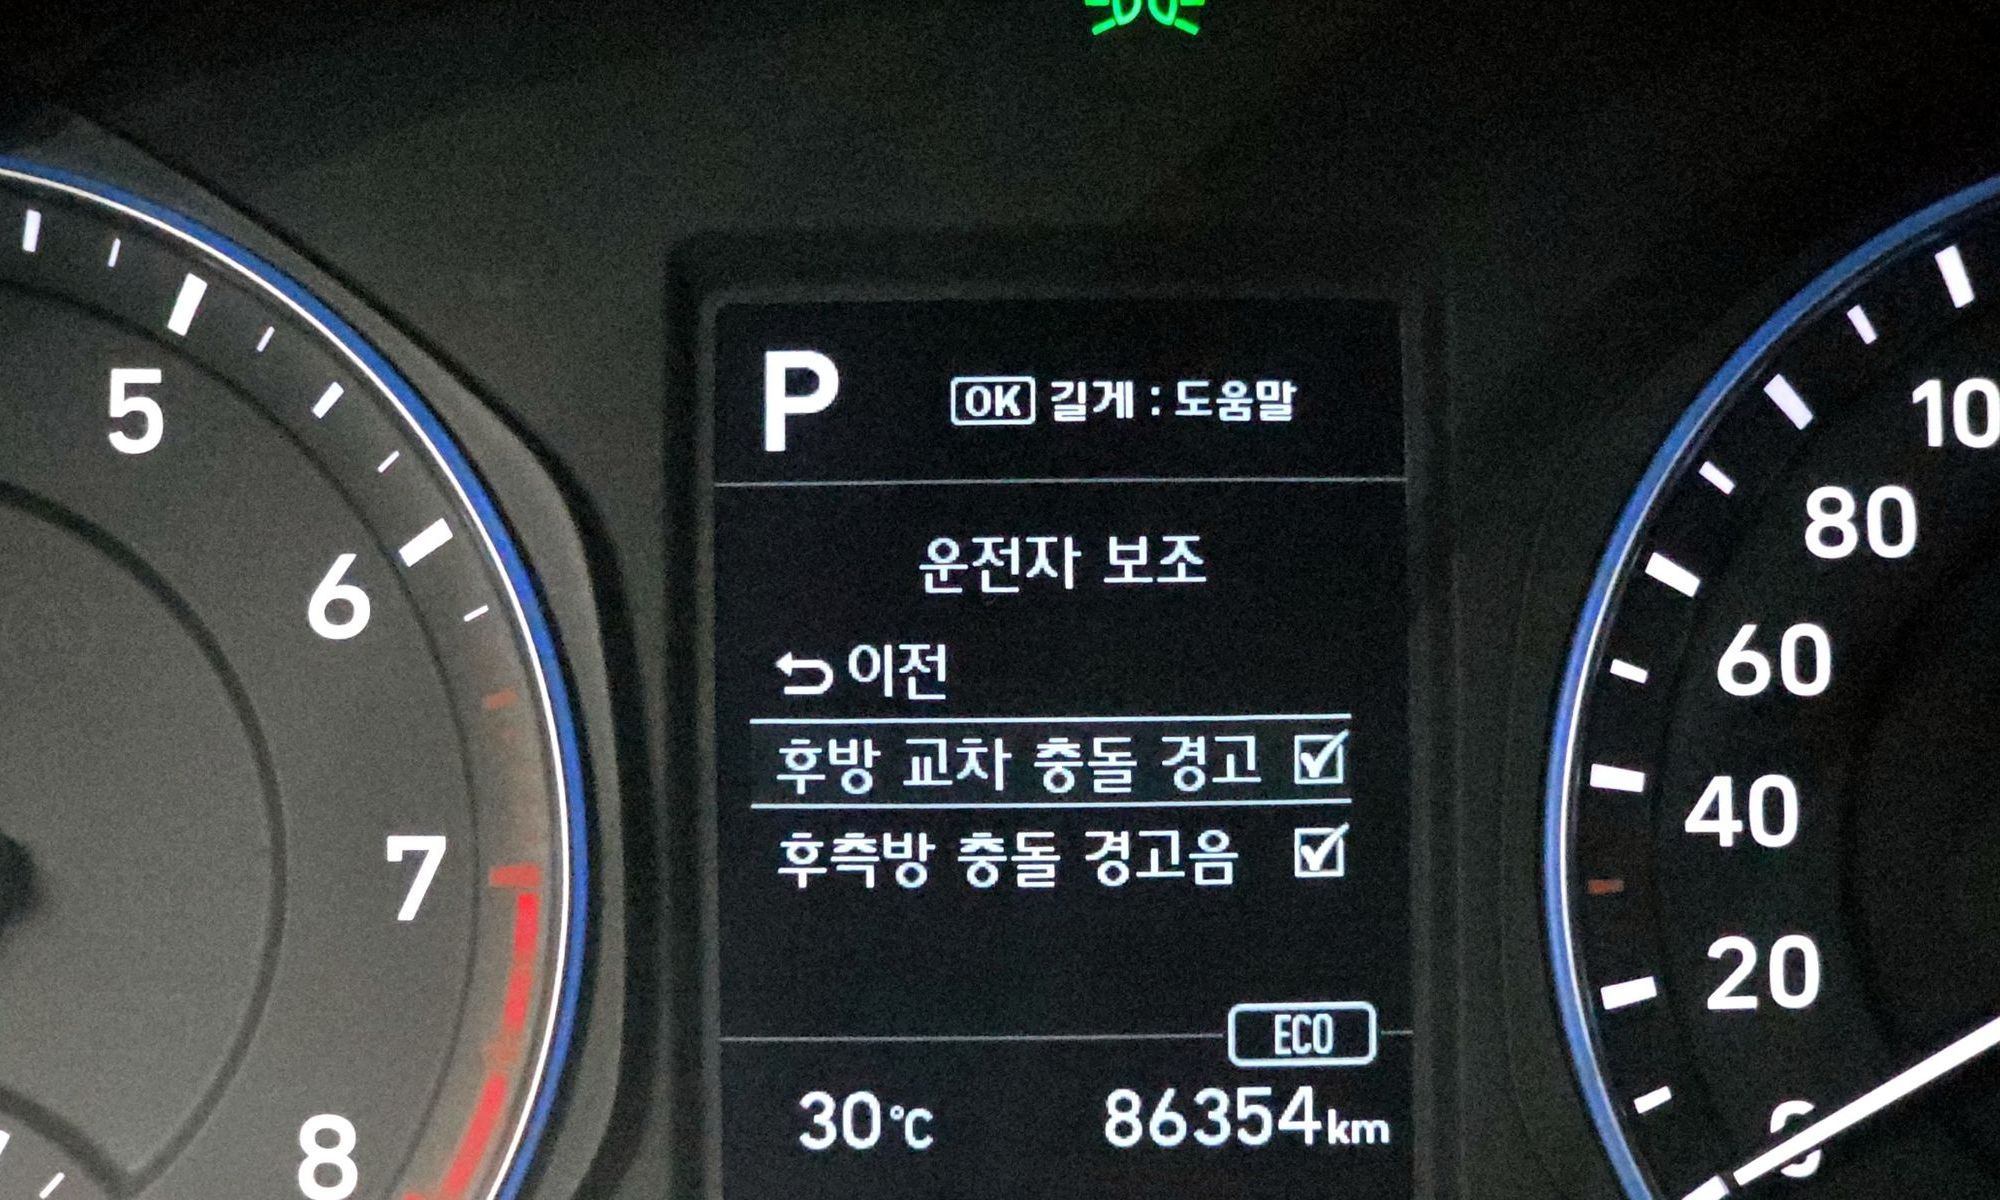 P
OK 길게 : 도움말
운전자 보조
이전
후방 교차 충돌 경고
후측방 충돌 경고음
ECO
30°C
86354km
5
6
7
8
10
80
60
40
20
0